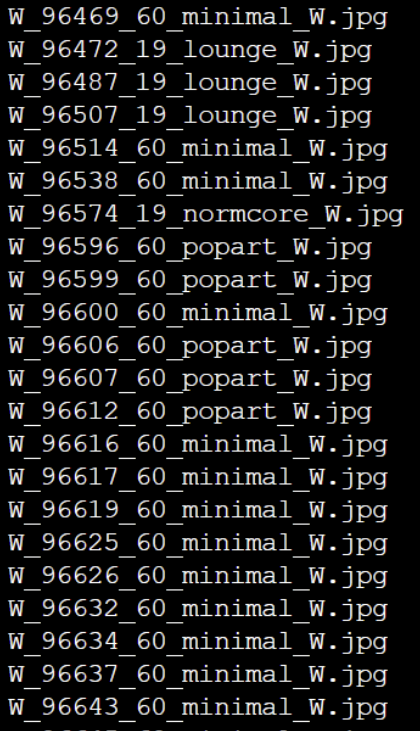 W_96469_60_minimal_W.jpg
W_96472_19_lounge_W.jpg
W_96487_19_lounge_W.jpg
W_96507_19_lounge_W.jpg
W_96514_60_minimal_W.jpg
W_96538_60_minimal_W.jpg
W_96574_19_normcore_W.jpg
W_96596_60_popart_W.jpg
W_96599_60_popart_W.jpg
W_96600_60_minimal_W.jpg
W_96606_60_popart_W.jpg
W_96607_60_popart_W.jpg
W_96612_60_popart_W.jpg
W_96616_60_minimal_W.jpg
W_96617_60_minimal_W.jpg
W_96619_60_minimal_W.jpg
W_96625_60_minimal_W.jpg
W_96626_60_minimal_W.jpg
W_96632_60_minimal_W.jpg
W_96634_60_minimal_W.jpg
W_96637_60_minimal_W.jpg
W_96643_60_minimal_W.jpg